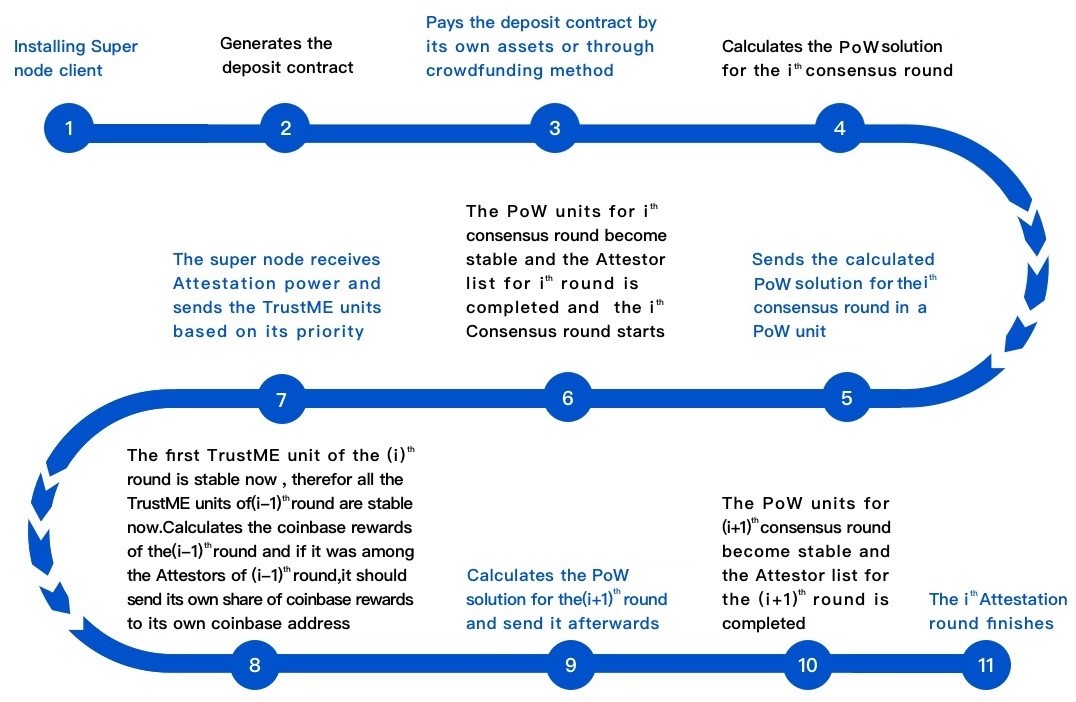 Installing Super
node client
1
Generates the
deposit contract
2
Pays the deposit contract by
its own assets or through
crowdfunding method
3
Calculates the PoW solution
for the ith consensus round
4
Sends the calculated
PoW solution for the ith
consensus round in a
PoW unit
5
The PoW units for ith
consensus round become
stable and the Attestor
list for ith round is
completed and the ith
Consensus round starts
6
The super node receives
Attestation power and
sends the TrustME units
based on its priority
7
The first TrustME unit of the (i)th
round is stable now , therefor all the
TrustME units of(i–1)th round are stable
now.Calculates the coinbase rewards
of the(i–1)th round and if it was among
the Attestors of (i–1)th round,it should
send its own share of coinbase rewards
to its own coinbase address
8
Calculates the PoW
solution for the(i+1)th round
and send it afterwards
9
The PoW units for
(i+1)th consensus round
become stable and
the Attestor list for
the (i+1)th round is
completed
10
The ith Attestation
round finishes
11